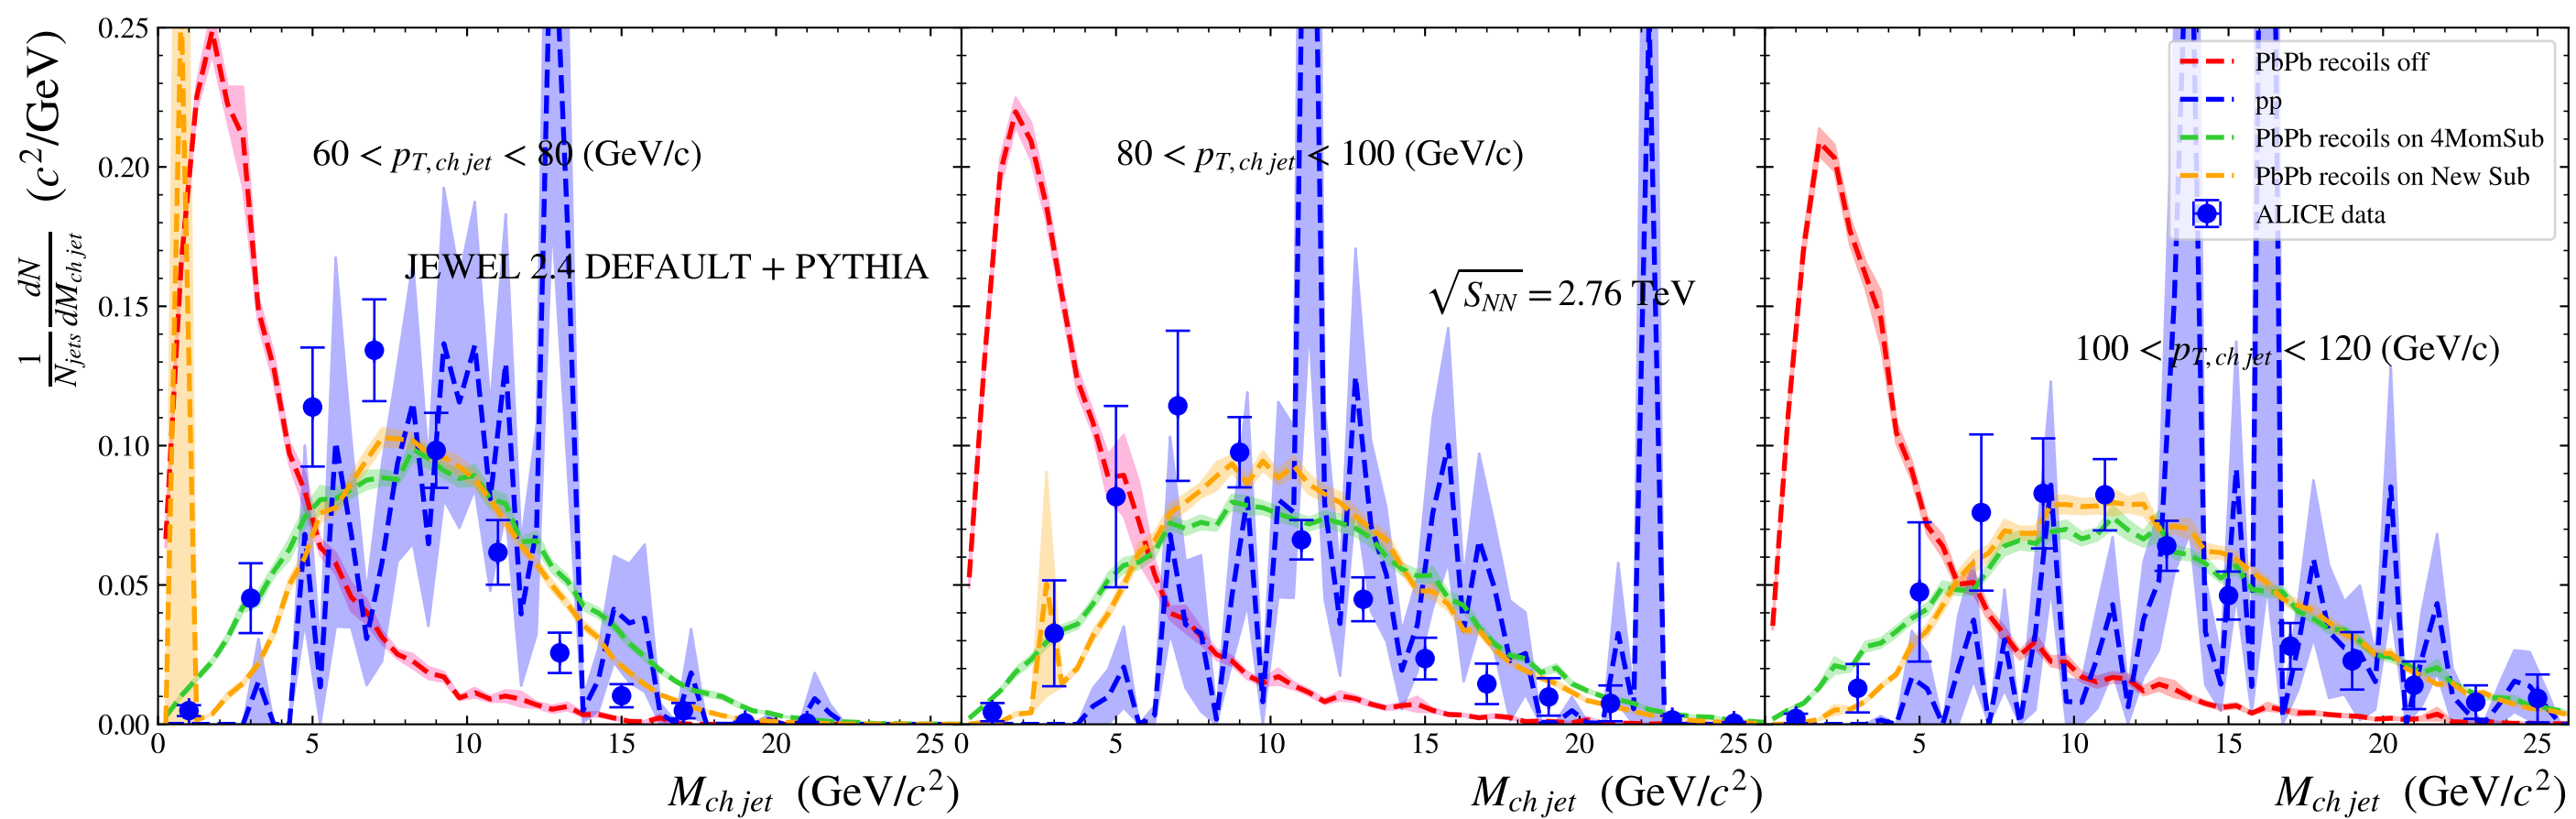 1/N_jets dN/dM_ch jet (c^2/GeV)
0.25
0.20
0.15
0.10
0.05
0.00
60 < p_T, ch jet < 80 (GeV/c)
JEWEL 2.4 DEFAULT + PYTHIA
0 5 10 15 20 25
M_ch jet (GeV/c^2)
80 < p_T, ch jet < 100 (GeV/c)
√S_NN = 2.76 TeV
0 5 10 15 20 25
M_ch jet (GeV/c^2)
PbPb recoils off
pp
PbPb recoils on 4MomSub
PbPb recoils on New Sub
ALICE data
100 < p_T, ch jet < 120 (GeV/c)
0 5 10 15 20 25
M_ch jet (GeV/c^2)